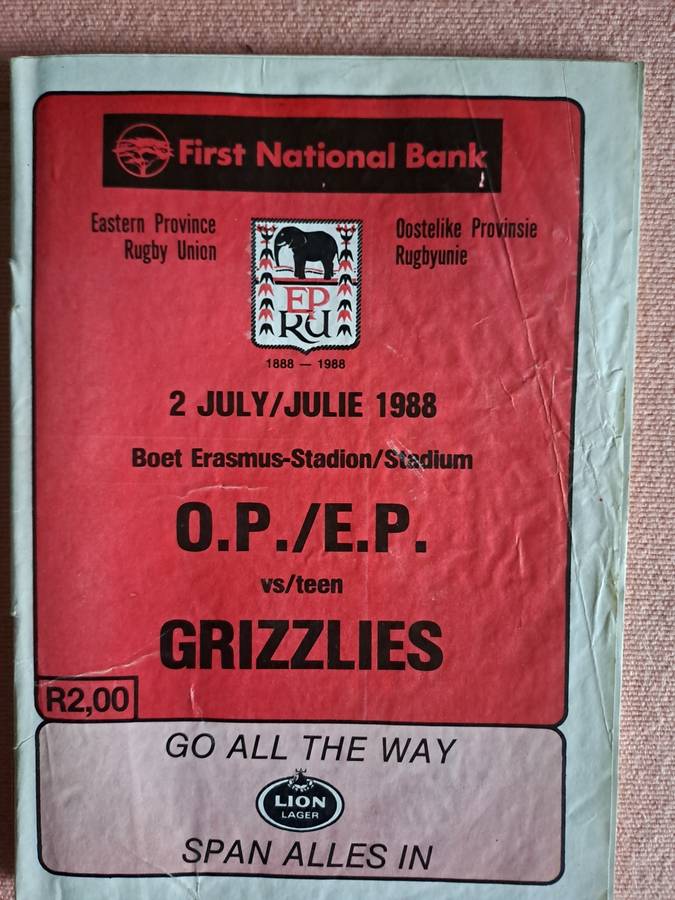 First National Bank
Eastern Province
Rugby Union
Oostelike Provinsie
Rugbyunie
EP
RU
1888 — 1988
2 JULY/JULIE 1988
Boet Erasmus-Stadion/Stadium
O.P./E.P.
vs/teen
GRIZZLIES
R2,00
GO ALL THE WAY
LION
LAGER
SPAN ALLES IN